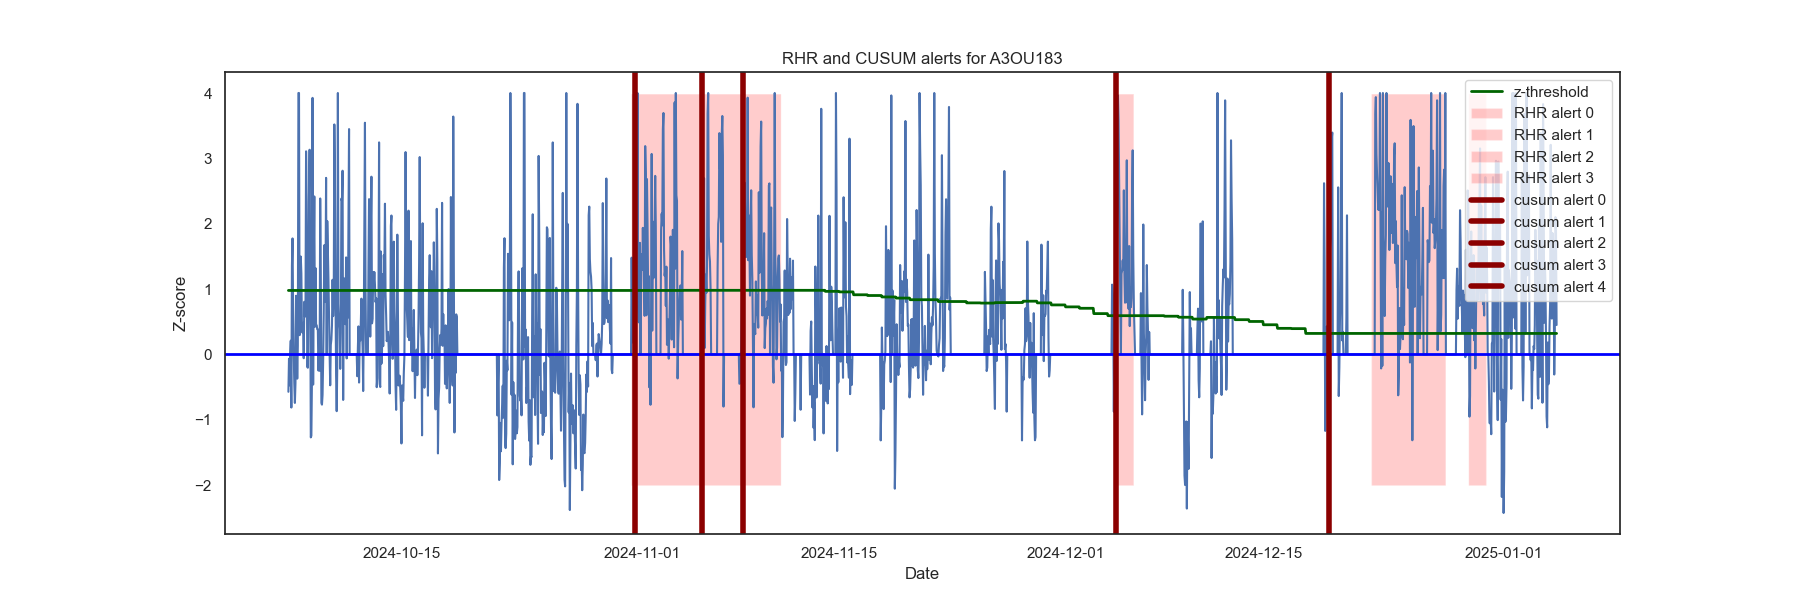 RHR and CUSUM alerts for A3OU183
4
3
2
1
0
−1
−2
Z-score
z-threshold
RHR alert 0
RHR alert 1
RHR alert 2
RHR alert 3
cusum alert 0
cusum alert 1
cusum alert 2
cusum alert 3
cusum alert 4
2024-10-15
2024-11-01
2024-11-15
2024-12-01
2024-12-15
2025-01-01
Date